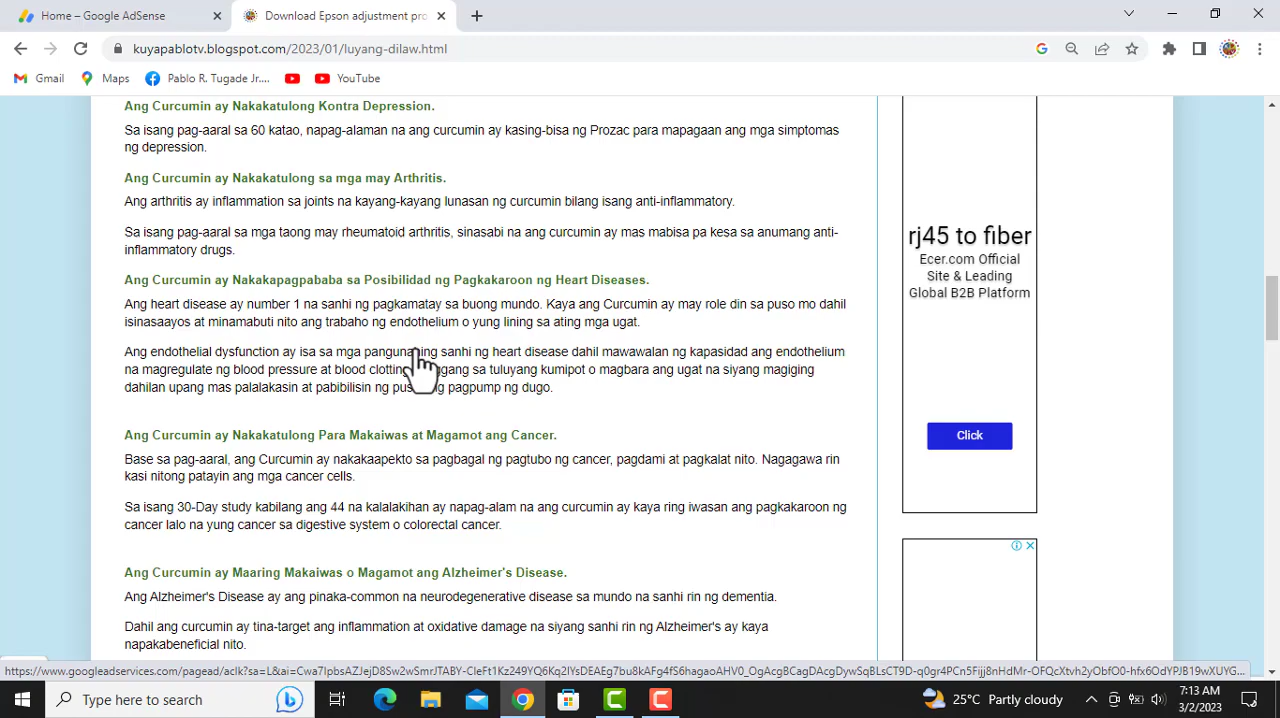 Home – Google AdSense
Download Epson adjustment pro
kuyapablotv.blogspot.com/2023/01/luyang-dilaw.html
Gmail
Maps
Pablo R. Tugade Jr....
YouTube
Ang Curcumin ay Nakakatulong Kontra Depression.
Sa isang pag-aaral sa 60 katao, napag-alaman na ang curcumin ay kasing-bisa ng Prozac para mapagaan ang mga simptomas
ng depression.
Ang Curcumin ay Nakakatulong sa mga may Arthritis.
Ang arthritis ay inflammation sa joints na kayang-kayang lunasan ng curcumin bilang isang anti-inflammatory.
Sa isang pag-aaral sa mga taong may rheumatoid arthritis, sinasabi na ang curcumin ay mas mabisa pa kesa sa anumang anti-
inflammatory drugs.
Ang Curcumin ay Nakakapagpababa sa Posibilidad ng Pagkakaroon ng Heart Diseases.
Ang heart disease ay number 1 na sanhi ng pagkamatay sa buong mundo. Kaya ang Curcumin ay may role din sa puso mo dahil
isinasaayos at minamabuti nito ang trabaho ng endothelium o yung lining sa ating mga ugat.
Ang endothelial dysfunction ay isa sa mga sanhi ng heart disease dahil mawawalan ng kapasidad ang endothelium
na magregulate ng blood pressure at blood sa tuluyang kumipot o magbara ang ugat na siyang magiging
dahilan upang mas palalakasin at pabibilisin ng pagpump ng dugo.
Ang Curcumin ay Nakakatulong Para Makaiwas at Magamot ang Cancer.
Base sa pag-aaral, ang Curcumin ay nakakaapekto sa pagbagal ng pagtubo ng cancer, pagdami at pagkalat nito. Nagagawa rin
kasi nitong patayin ang mga cancer cells.
Sa isang 30-Day study kabilang ang 44 na kalalakihan ay napag-alam na ang curcumin ay kaya ring iwasan ang pagkakaroon ng
cancer lalo na yung cancer sa digestive system o colorectal cancer.
Ang Curcumin ay Maaring Makaiwas o Magamot ang Alzheimer's Disease.
Ang Alzheimer's Disease ay ang pinaka-common na neurodegenerative disease sa mundo na sanhi rin ng dementia.
Dahil ang curcumin ay tina-target ang inflammation at oxidative damage na siyang sanhi rin ng Alzheimer's ay kaya
napakabeneficial nito.
rj45 to fiber
Ecer.com Official
Site & Leading
Global B2B Platform
Click
Type here to search
25°C Partly cloudy
7:13 AM
3/2/2023